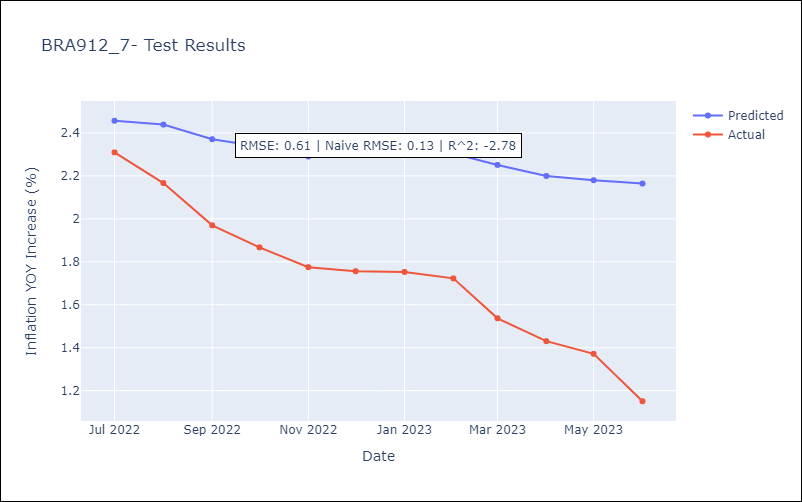 BRA912_7- Test Results
Predicted
Actual
RMSE: 0.61 | Naive RMSE: 0.13 | R^2: -2.78
Inflation YOY Increase (%)
2.4
2.2
2
1.8
1.6
1.4
1.2
Jul 2022
Sep 2022
Nov 2022
Jan 2023
Mar 2023
May 2023
Date